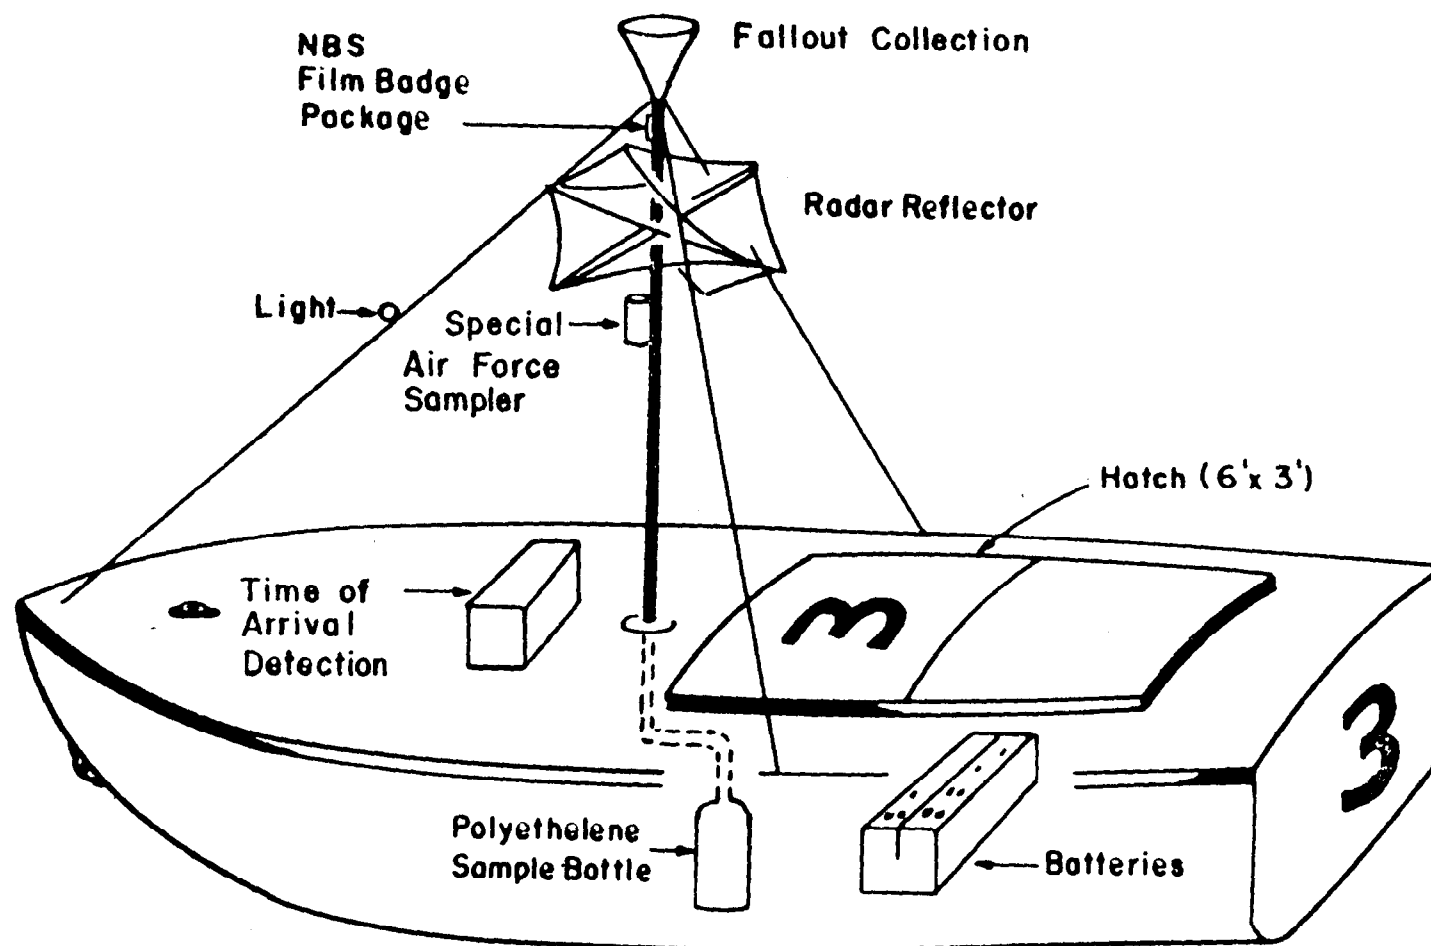 NBS
Film Badge
Package
Fallout Collection
Radar Reflector
Light
Special
Air Force
Sampler
Hatch (6'x 3')
Time of
Arrival
Detection
3
3
Polyethelene
Sample Bottle
Batteries